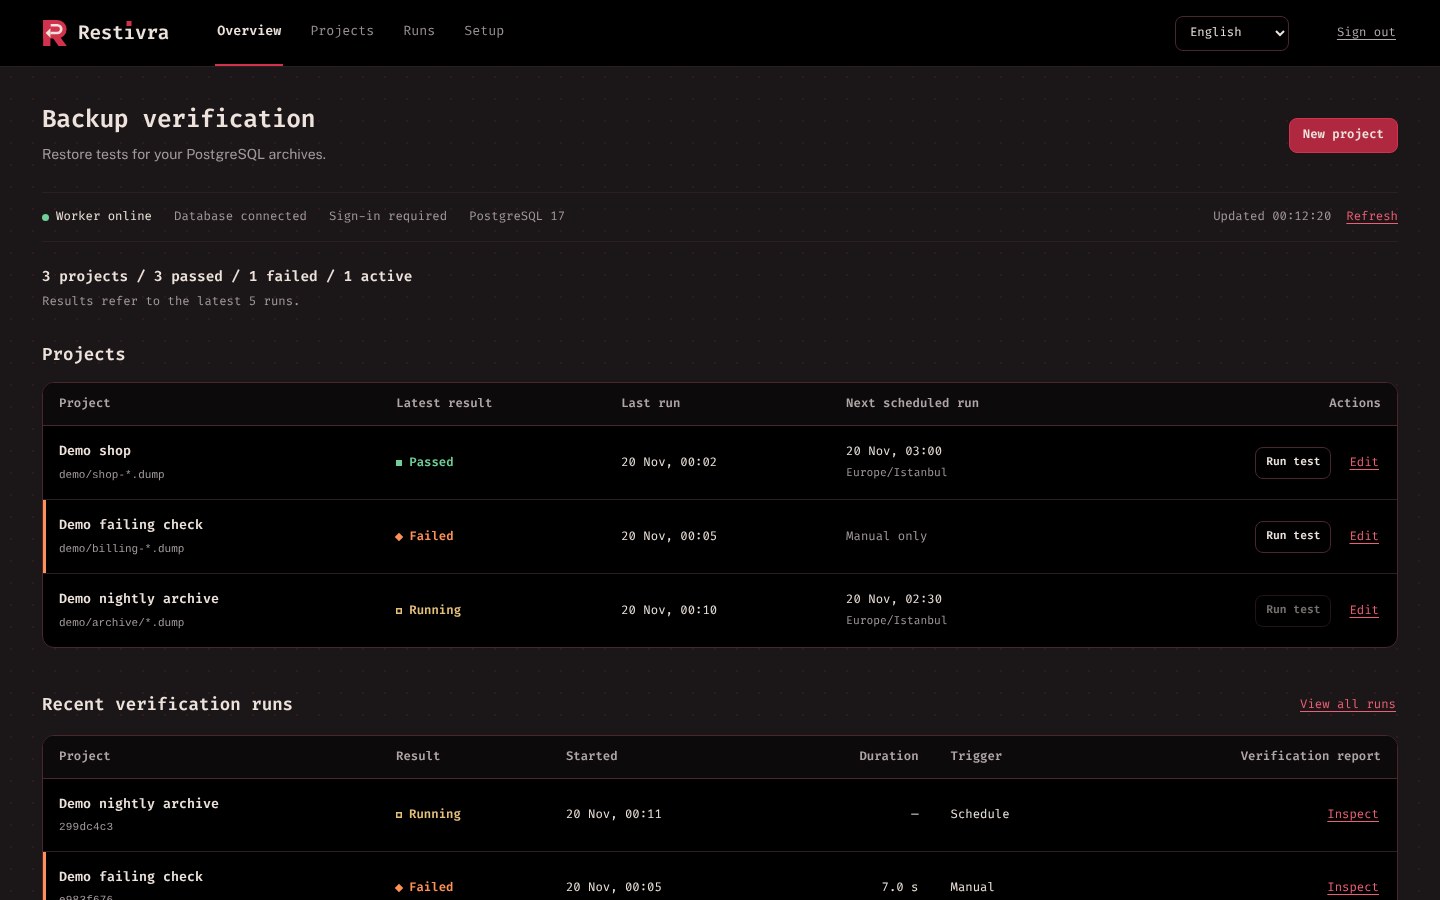 Restivra Overview Projects Runs Setup English Sign out
Backup verification
Restore tests for your PostgreSQL archives.
New project
Worker online Database connected Sign-in required PostgreSQL 17 Updated 00:12:20 Refresh
3 projects / 3 passed / 1 failed / 1 active
Results refer to the latest 5 runs.
Projects
Project Latest result Last run Next scheduled run Actions
Demo shop
demo/shop-*.dump
Passed
20 Nov, 00:02
20 Nov, 03:00
Europe/Istanbul
Run test Edit
Demo failing check
demo/billing-*.dump
Failed
20 Nov, 00:05
Manual only
Run test Edit
Demo nightly archive
demo/archive/*.dump
Running
20 Nov, 00:10
20 Nov, 02:30
Europe/Istanbul
Run test Edit
Recent verification runs
View all runs
Project Result Started Duration Trigger Verification report
Demo nightly archive
299dc4c3
Running
20 Nov, 00:11
—
Schedule
Inspect
Demo failing check
Failed
20 Nov, 00:05
7.0 s
Manual
Inspect